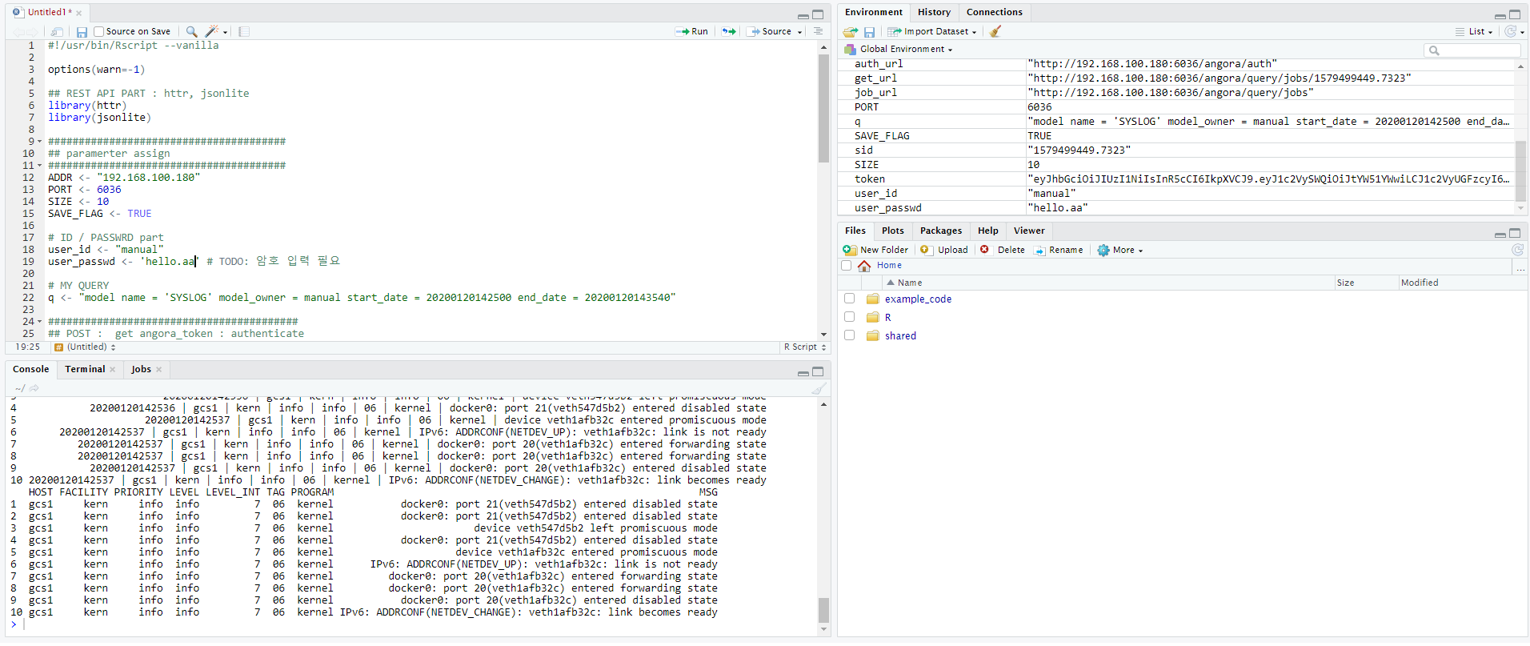 Untitled1*
Source on Save
Run
Source
1 #!/usr/bin/Rscript --vanilla
2
3 options(warn=-1)
4
5 ## REST API PART : httr, jsonlite
6 library(httr)
7 library(jsonlite)
8
9 #######################################
10 ## paramerter assign
11 #######################################
12 ADDR <- "192.168.100.180"
13 PORT <- 6036
14 SIZE <- 10
15 SAVE_FLAG <- TRUE
16
17 # ID / PASSWRD part
18 user_id <- "manual"
19 user_passwd <- 'hello.aa' # TODO: 암호 입력 필요
20
21 # MY QUERY
22 q <- "model name = 'SYSLOG' model_owner = manual start_date = 20200120142500 end_date = 20200120143540"
23
24 #########################################
25 ## POST :  get angora_token : authenticate
19:25 (Untitled) R Script
Console Terminal Jobs
~/
4 20200120142536 | gcs1 | kern | info | info | 06 | kernel | docker0: port 21(veth547d5b2) entered disabled state
5 20200120142537 | gcs1 | kern | info | info | 06 | kernel | device veth1afb32c entered promiscuous mode
6 20200120142537 | gcs1 | kern | info | info | 06 | kernel | IPv6: ADDRCONF(NETDEV_UP): veth1afb32c: link is not ready
7 20200120142537 | gcs1 | kern | info | info | 06 | kernel | docker0: port 20(veth1afb32c) entered forwarding state
8 20200120142537 | gcs1 | kern | info | info | 06 | kernel | docker0: port 20(veth1afb32c) entered forwarding state
9 20200120142537 | gcs1 | kern | info | info | 06 | kernel | docker0: port 20(veth1afb32c) entered disabled state
10 20200120142537 | gcs1 | kern | info | info | 06 | kernel | IPv6: ADDRCONF(NETDEV_CHANGE): veth1afb32c: link becomes ready
HOST FACILITY PRIORITY LEVEL LEVEL_INT TAG PROGRAM MSG
1 gcs1 kern info info 7 06 kernel docker0: port 21(veth547d5b2) entered disabled state
2 gcs1 kern info info 7 06 kernel docker0: port 21(veth547d5b2) entered disabled state
3 gcs1 kern info info 7 06 kernel device veth547d5b2 left promiscuous mode
4 gcs1 kern info info 7 06 kernel docker0: port 21(veth547d5b2) entered disabled state
5 gcs1 kern info info 7 06 kernel device veth1afb32c entered promiscuous mode
6 gcs1 kern info info 7 06 kernel IPv6: ADDRCONF(NETDEV_UP): veth1afb32c: link is not ready
7 gcs1 kern info info 7 06 kernel docker0: port 20(veth1afb32c) entered forwarding state
8 gcs1 kern info info 7 06 kernel docker0: port 20(veth1afb32c) entered forwarding state
9 gcs1 kern info info 7 06 kernel docker0: port 20(veth1afb32c) entered disabled state
10 gcs1 kern info info 7 06 kernel IPv6: ADDRCONF(NETDEV_CHANGE): veth1afb32c: link becomes ready
>
Environment History Connections
Import Dataset List
Global Environment
auth_url "http://192.168.100.180:6036/angora/auth"
get_url "http://192.168.100.180:6036/angora/query/jobs/1579499449.7323"
job_url "http://192.168.100.180:6036/angora/query/jobs"
PORT 6036
q "model name = 'SYSLOG' model_owner = manual start_date = 20200120142500 end_da…
SAVE_FLAG TRUE
sid "1579499449.7323"
SIZE 10
token "eyJhbGciOiJIUzI1NiIsInR5cCI6IkpXVCJ9.eyJ1c2VySWQiOiJtYW51YWwiLCJ1c2VyUGFzcyI6…
user_id "manual"
user_passwd "hello.aa"
Files Plots Packages Help Viewer
New Folder Upload Delete Rename More
Home ...
Name Size Modified
example_code
R
shared